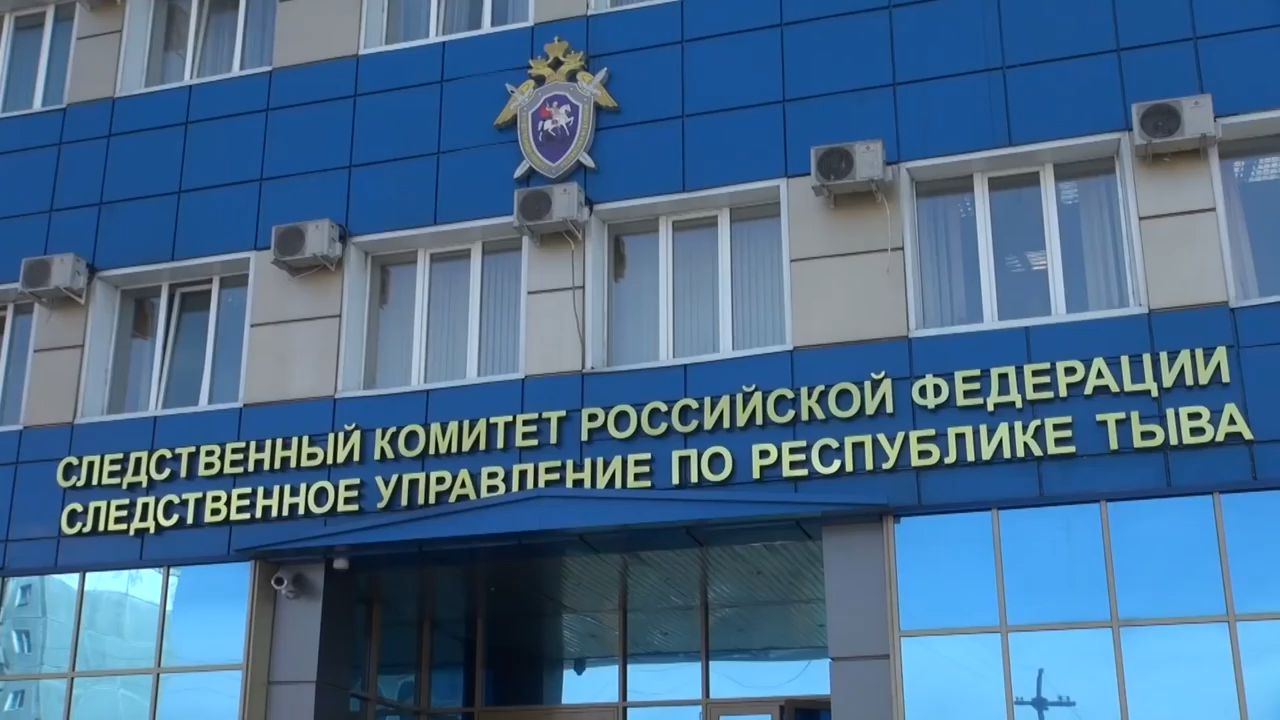 СЛЕДСТВЕННЫЙ КОМИТЕТ РОССИЙСКОЙ ФЕДЕРАЦИИ
СЛЕДСТВЕННОЕ УПРАВЛЕНИЕ ПО РЕСПУБЛИКЕ ТЫВА